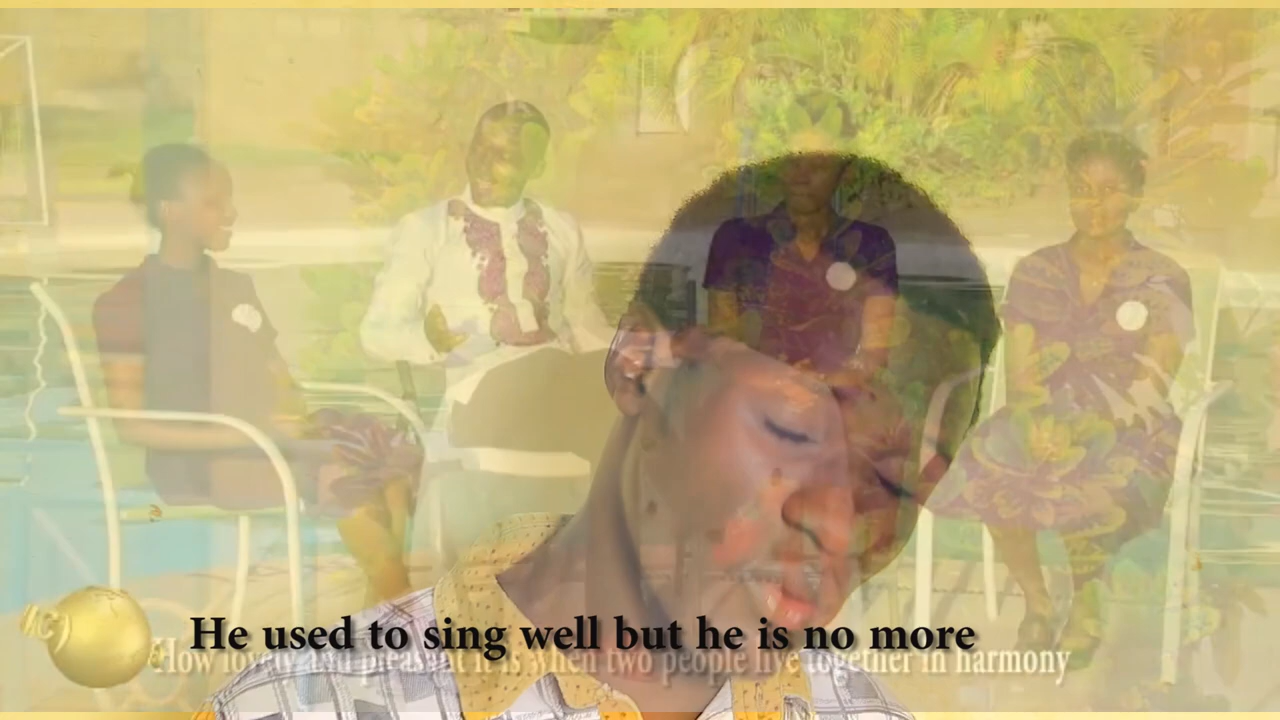 He used to sing well but he is no more
How lovely and pleasant it is when two people live together in harmony